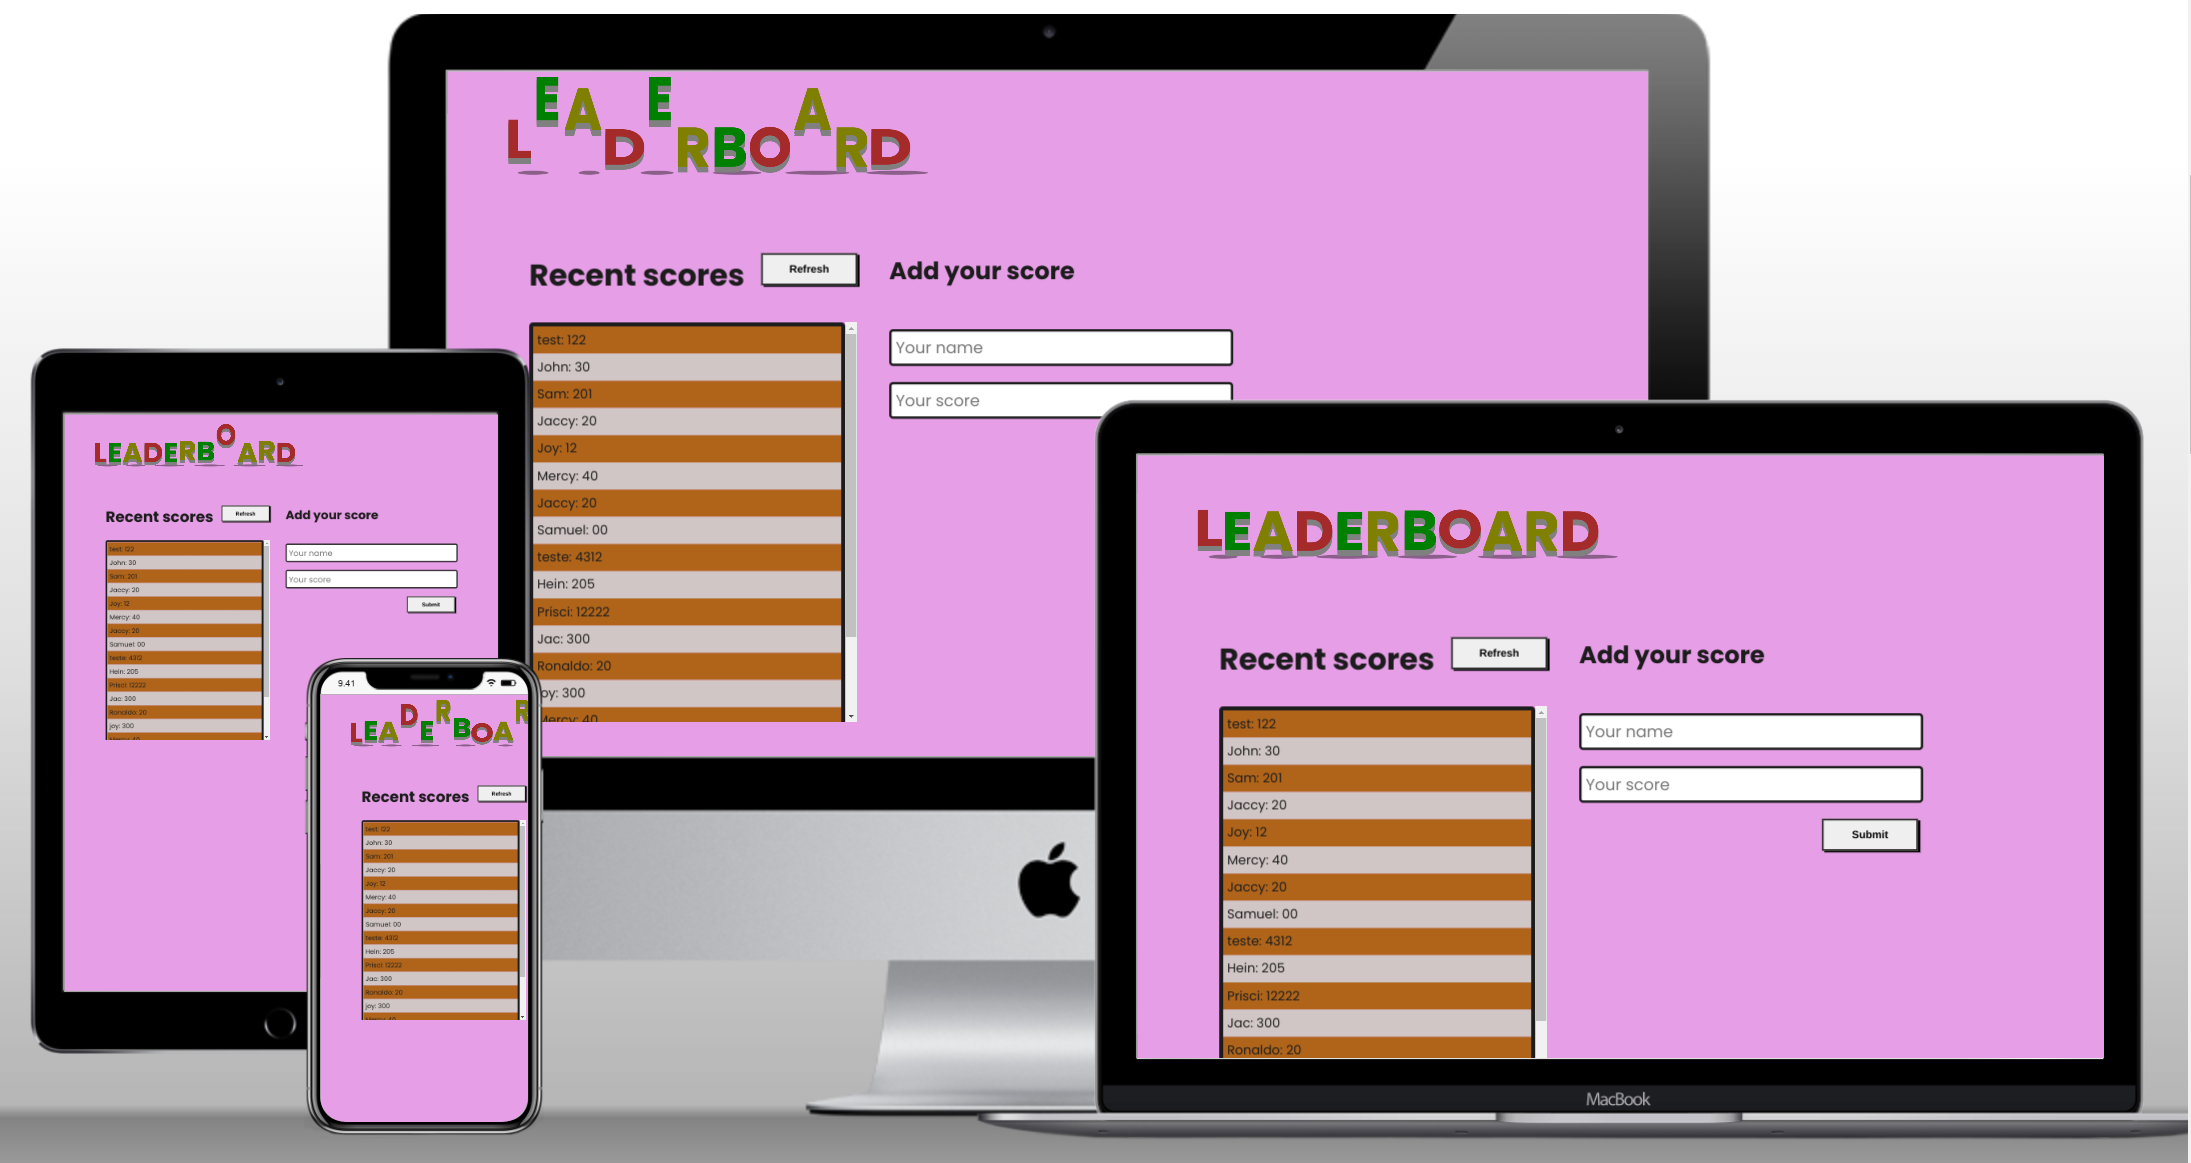 LEADERBOARD
Recent scores
Refresh
Add your score
test: 122
John: 30
Sam: 201
Jaccy: 20
Joy: 12
Mercy: 40
Jaccy: 20
Samuel: 00
teste: 4312
Hein: 205
Prisci: 12222
Jac: 300
Ronaldo: 20
oy: 300
Mercy: 40
Your name
Your score
LEADERBOARD
Recent scores
Refresh
Add your score
test: 122
John: 30
Sam: 201
Jaccy: 20
Joy: 12
Mercy: 40
Jaccy: 20
Samuel: 00
teste: 4312
Hein: 205
Prisci: 12222
Jac: 300
Ronaldo: 20
joy: 300
Mercy: 40
Your name
Your score
Submit
9.41
LEADERBOAR
Recent scores
Refresh
test: 122
John: 30
Sam: 201
Jaccy: 20
Joy: 12
Mercy: 40
Jaccy: 20
Samuel: 00
teste: 4312
Hein: 205
Prisci: 12222
Jac: 300
Ronaldo: 20
joy: 300
Mercy: 40
LEADERBOARD
Recent scores
Refresh
Add your score
test: 122
John: 30
Sam: 201
Jaccy: 20
Joy: 12
Mercy: 40
Jaccy: 20
Samuel: 00
teste: 4312
Hein: 205
Prisci: 12222
Jac: 300
Ronaldo: 20
Your name
Your score
Submit
MacBook